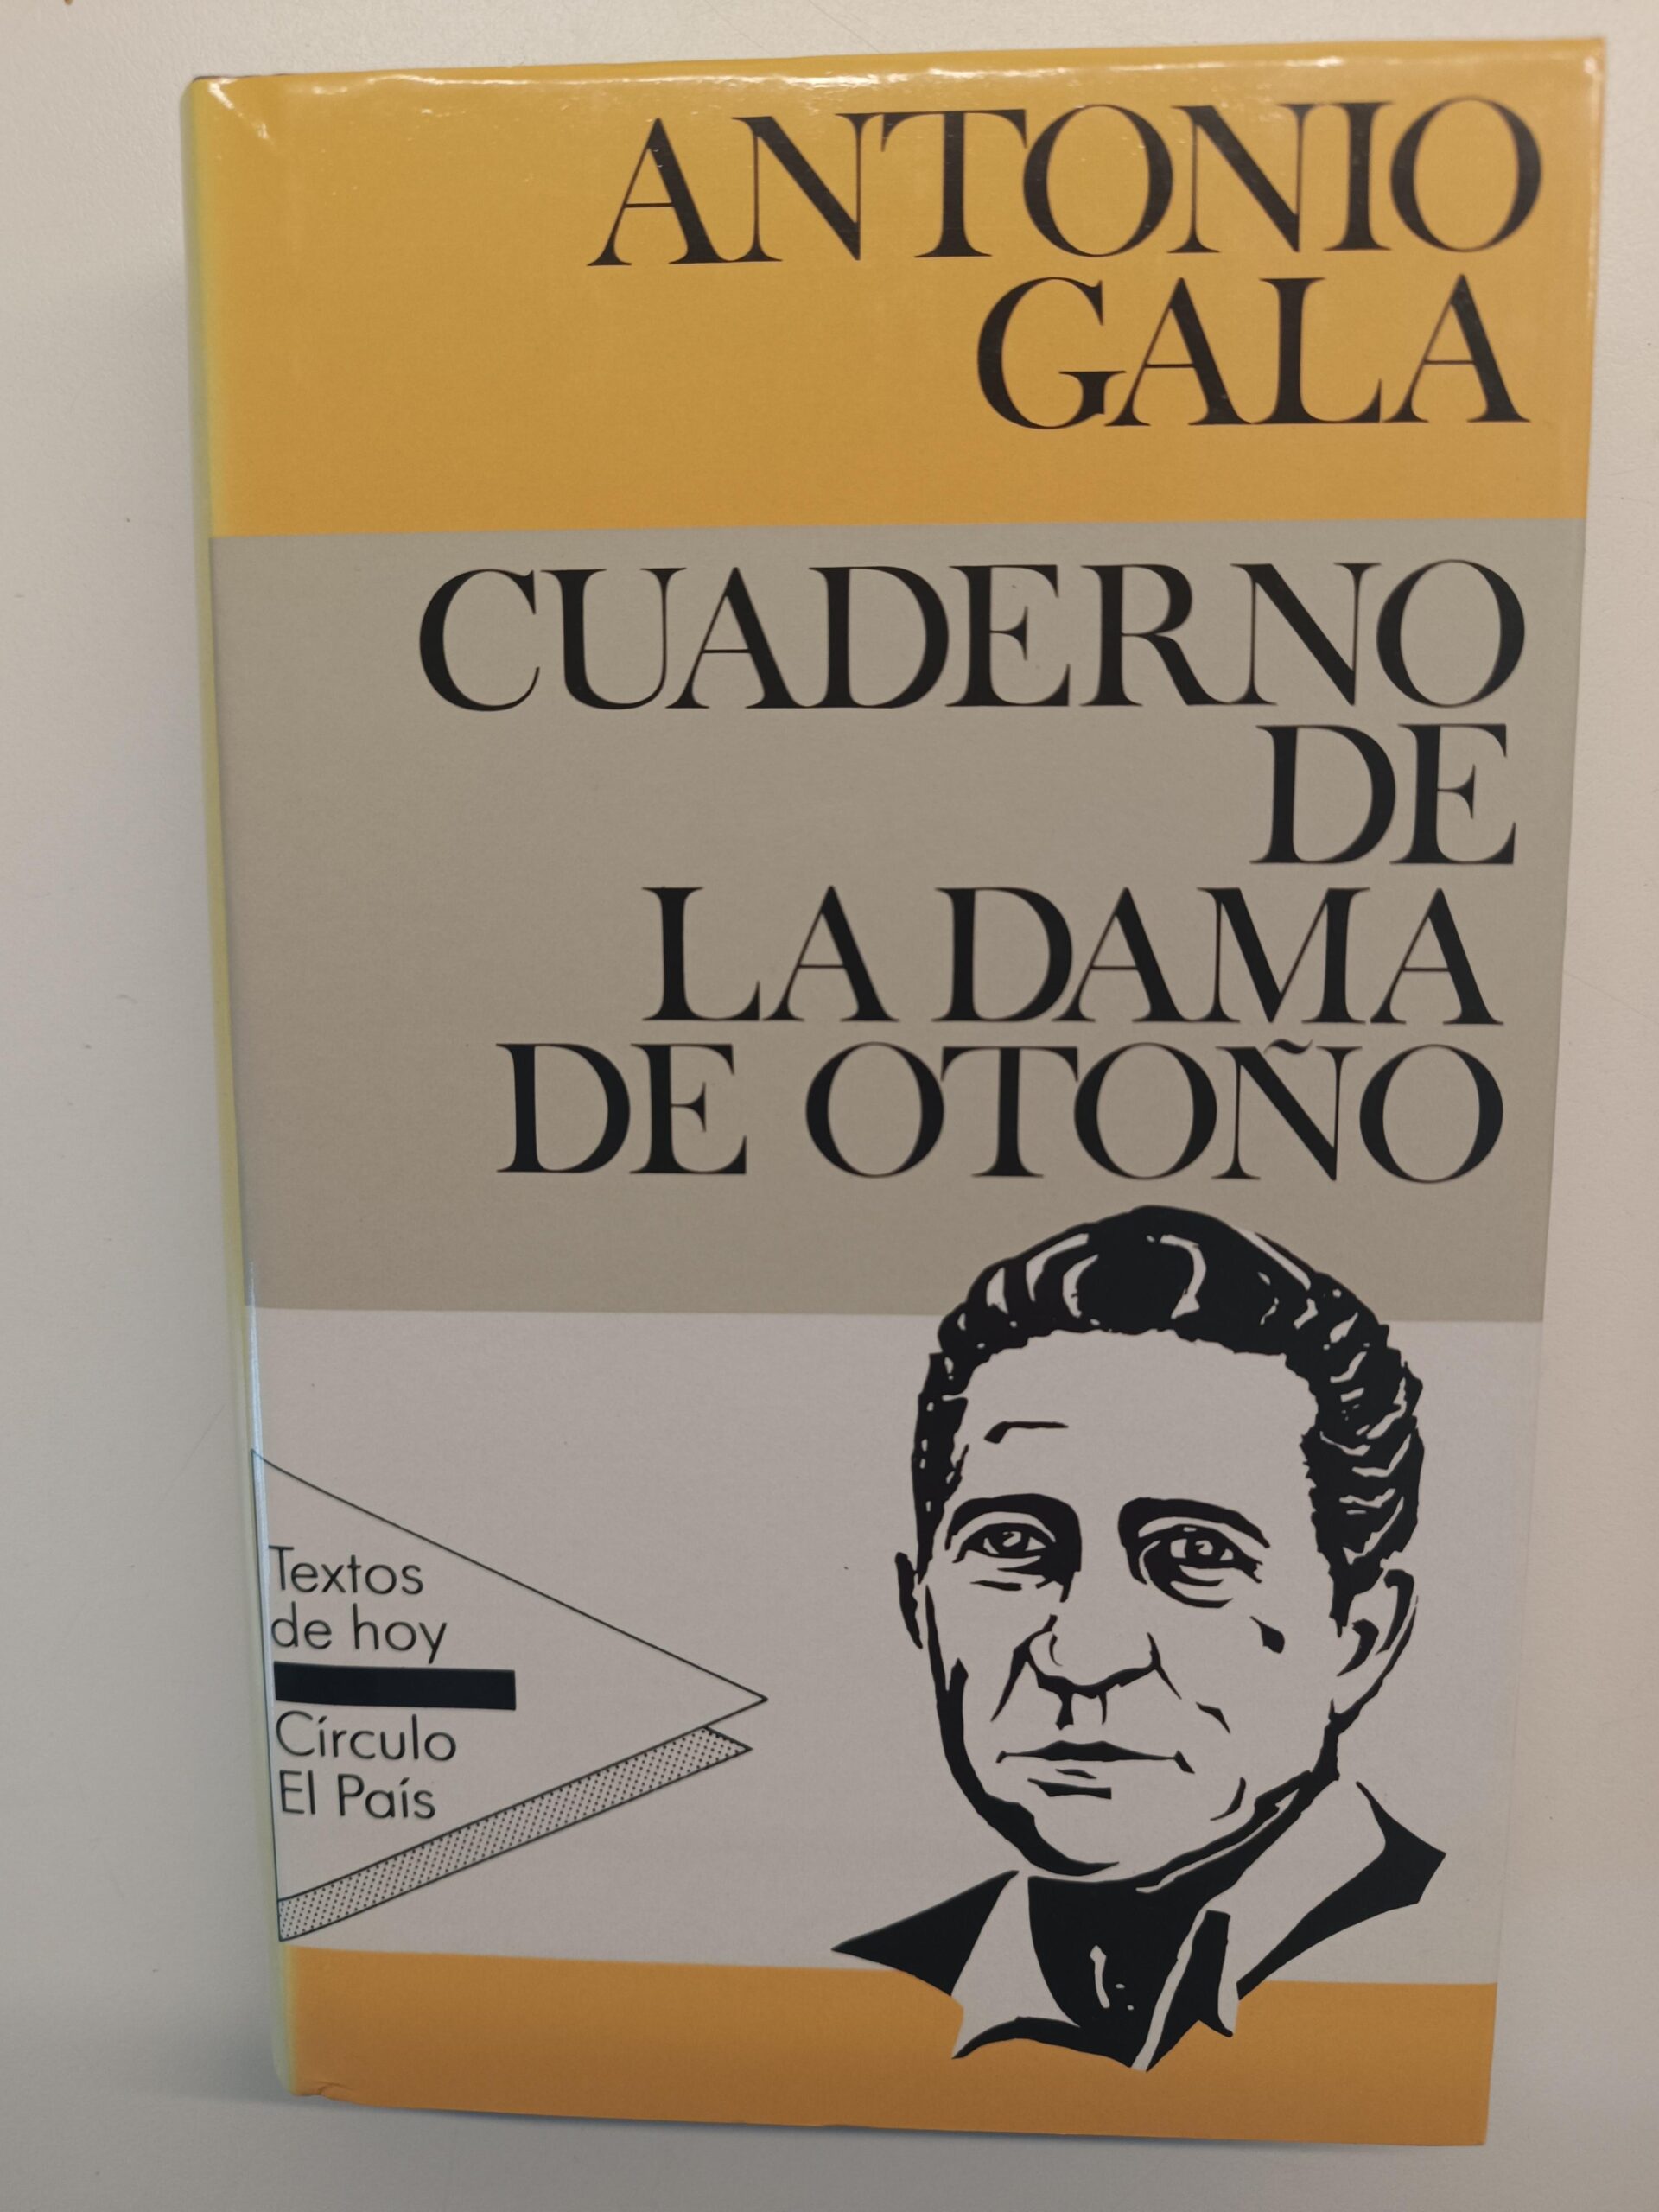 ANTONIO
GALA
CUADERNO
DE
LA DAMA
DE OTOÑO
Textos
de hoy
Círculo
El País